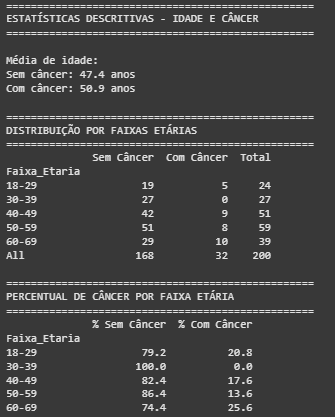 ==================================================
ESTATÍSTICAS DESCRITIVAS - IDADE E CÂNCER
==================================================
Média de idade:
Sem câncer: 47.4 anos
Com câncer: 50.9 anos
==================================================
DISTRIBUIÇÃO POR FAIXAS ETÁRIAS
==================================================
Sem Câncer  Com Câncer  Total
Faixa_Etaria
18-29  19  5  24
30-39  27  0  27
40-49  42  9  51
50-59  51  8  59
60-69  29  10  39
All  168  32  200
==================================================
PERCENTUAL DE CÂNCER POR FAIXA ETÁRIA
==================================================
% Sem Câncer  % Com Câncer
Faixa_Etaria
18-29  79.2  20.8
30-39  100.0  0.0
40-49  82.4  17.6
50-59  86.4  13.6
60-69  74.4  25.6